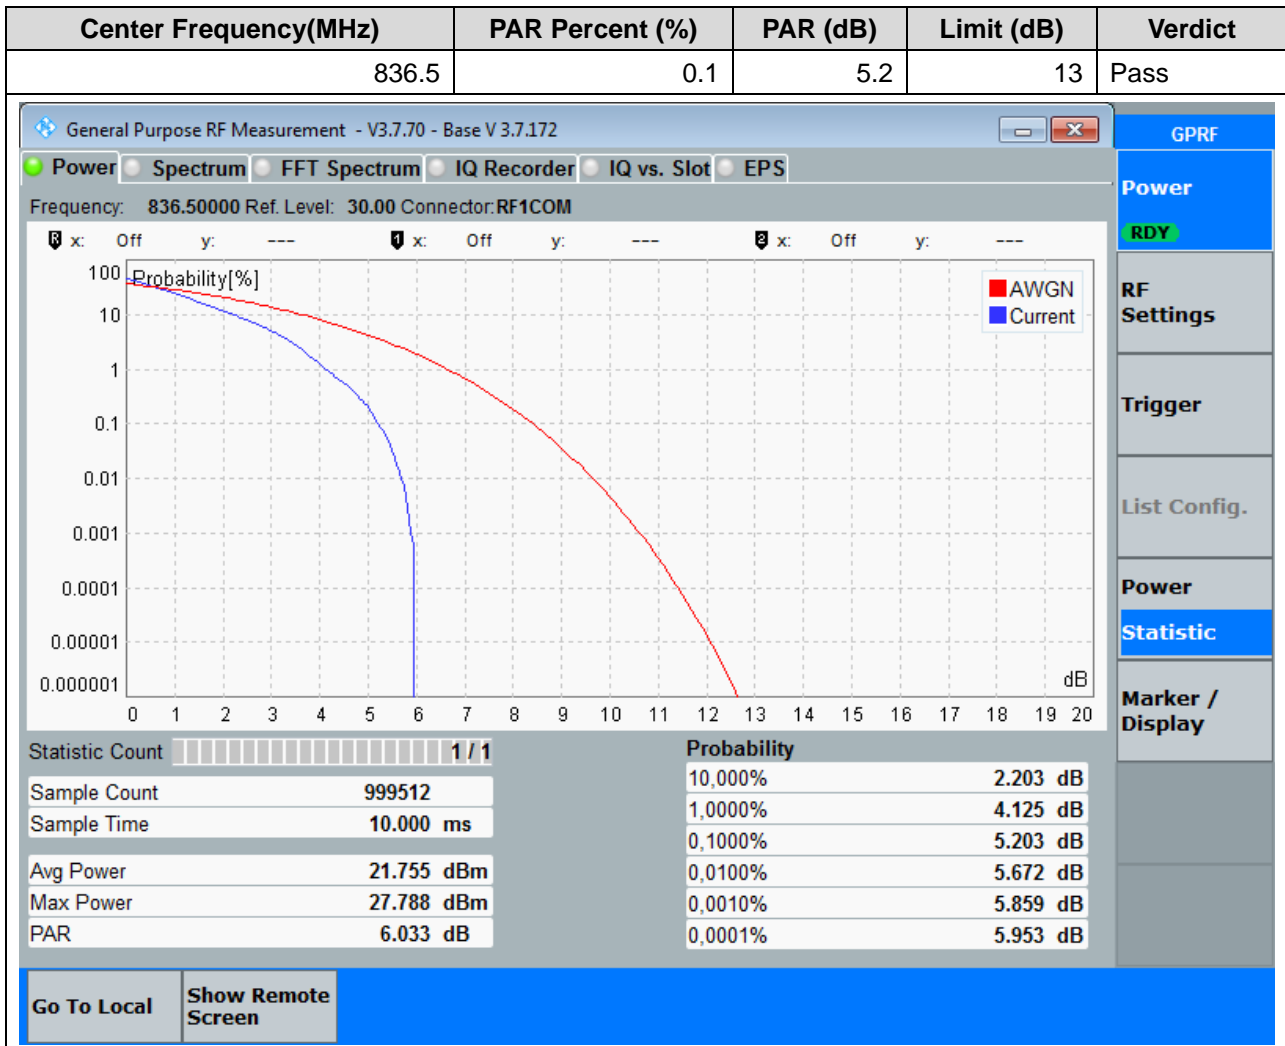 Center Frequency(MHz) PAR Percent (%) PAR (dB) Limit (dB) Verdict
836.5 0.1 5.2 13 Pass
General Purpose RF Measurement - V3.7.70 - Base V 3.7.172
GPRF
Power Spectrum FFT Spectrum IQ Recorder IQ vs. Slot EPS
Frequency: 836.50000 Ref. Level: 30.00 Connector: RF1COM
R x: Off y: --- 1 x: Off y: --- 2 x: Off y: ---
Probability[%]
AWGN
Current
100
10
1
0.1
0.01
0.001
0.0001
0.00001
0.000001
dB
0 1 2 3 4 5 6 7 8 9 10 11 12 13 14 15 16 17 18 19 20
Statistic Count 1 / 1
Sample Count 999512
Sample Time 10.000 ms
Avg Power 21.755 dBm
Max Power 27.788 dBm
PAR 6.033 dB
Probability
10,000% 2.203 dB
1,0000% 4.125 dB
0,1000% 5.203 dB
0,0100% 5.672 dB
0,0010% 5.859 dB
0,0001% 5.953 dB
Power
RDY
RF
Settings
Trigger
List Config.
Power
Statistic
Marker /
Display
Go To Local
Show Remote
Screen